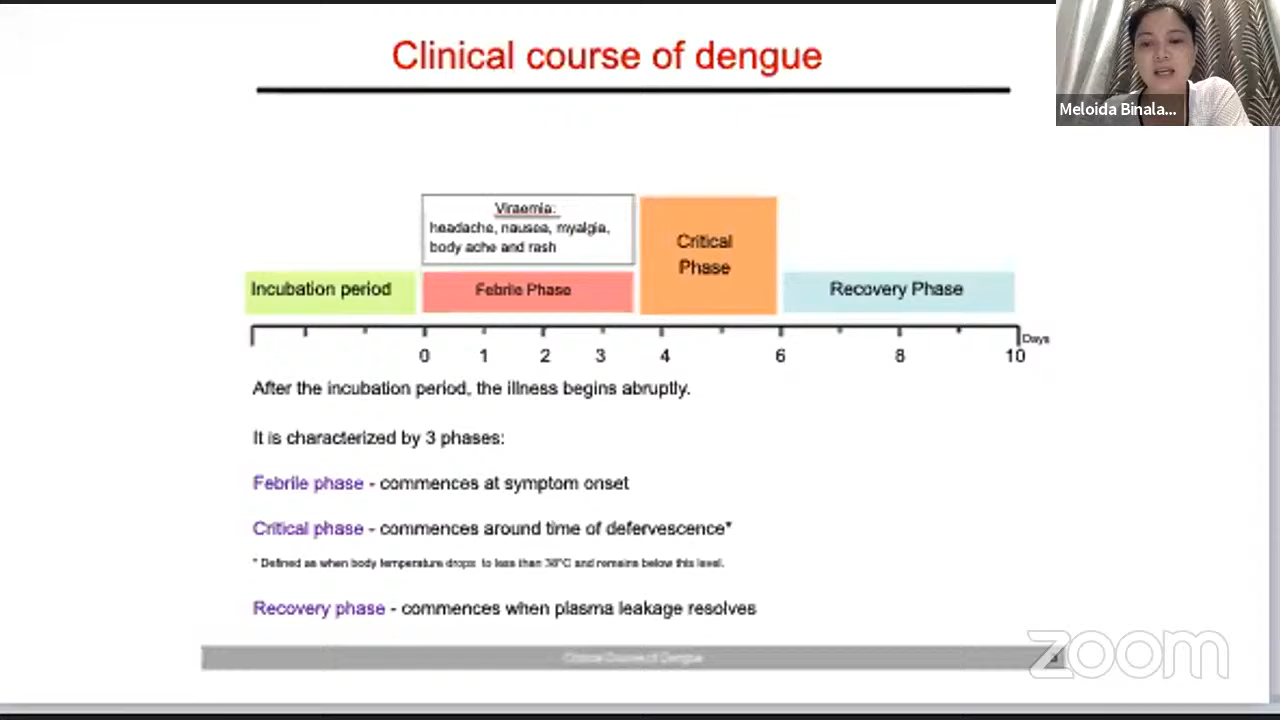 Clinical course of dengue
Meloida Binala...
Viraemia:
headache, nausea, myalgia,
body ache and rash
Critical
Phase
Incubation period
Febrile Phase
Recovery Phase
Days
0 1 2 3 4 6 8 10
After the incubation period, the illness begins abruptly.
It is characterized by 3 phases:
Febrile phase - commences at symptom onset
Critical phase - commences around time of defervescence*
* Defined as when body temperature drops to less than 38°C and remains below this level.
Recovery phase - commences when plasma leakage resolves
Clinical Course of Dengue
zoom